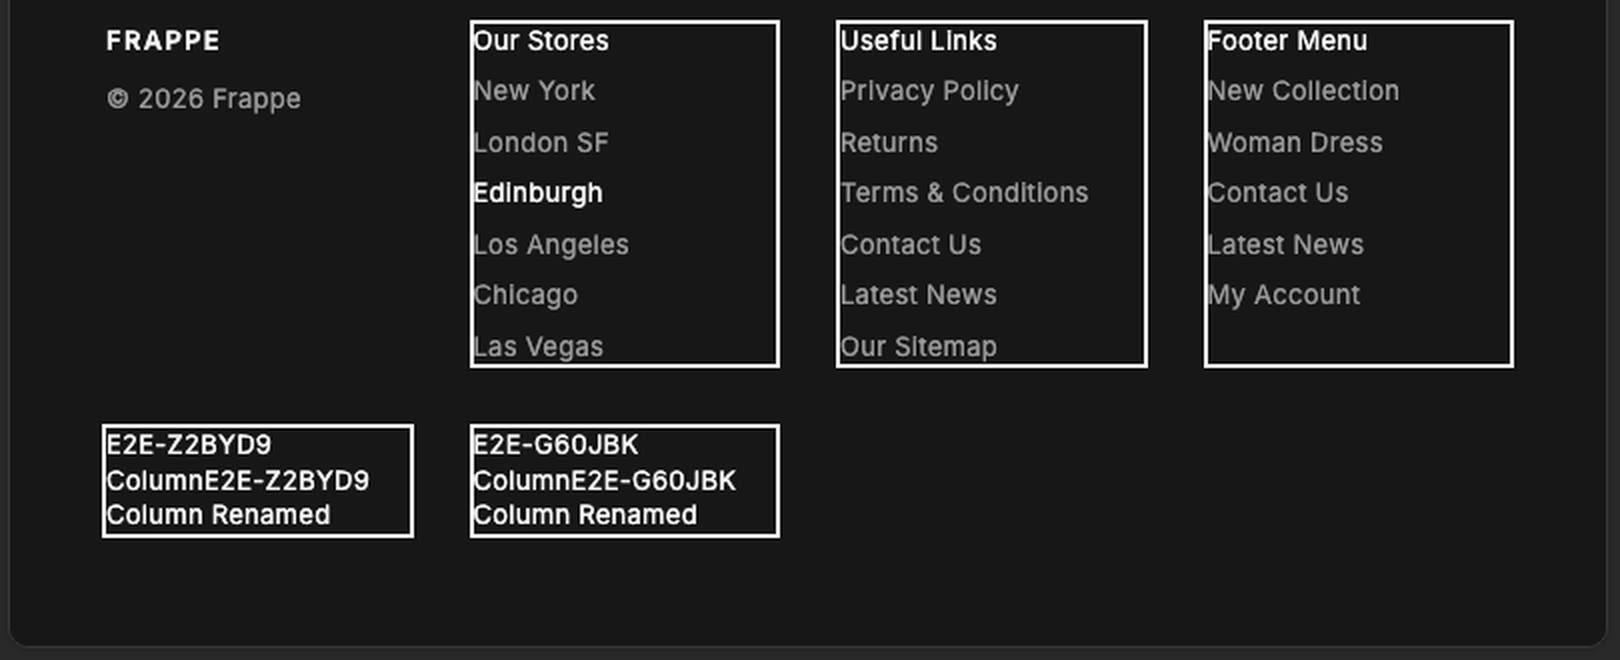 FRAPPE
© 2026 Frappe
Our Stores
New York
London SF
Edinburgh
Los Angeles
Chicago
Las Vegas
Useful Links
Privacy Policy
Returns
Terms & Conditions
Contact Us
Latest News
Our Sitemap
Footer Menu
New Collection
Woman Dress
Contact Us
Latest News
My Account
E2E-Z2BYD9
ColumnE2E-Z2BYD9
Column Renamed
E2E-G60JBK
ColumnE2E-G60JBK
Column Renamed